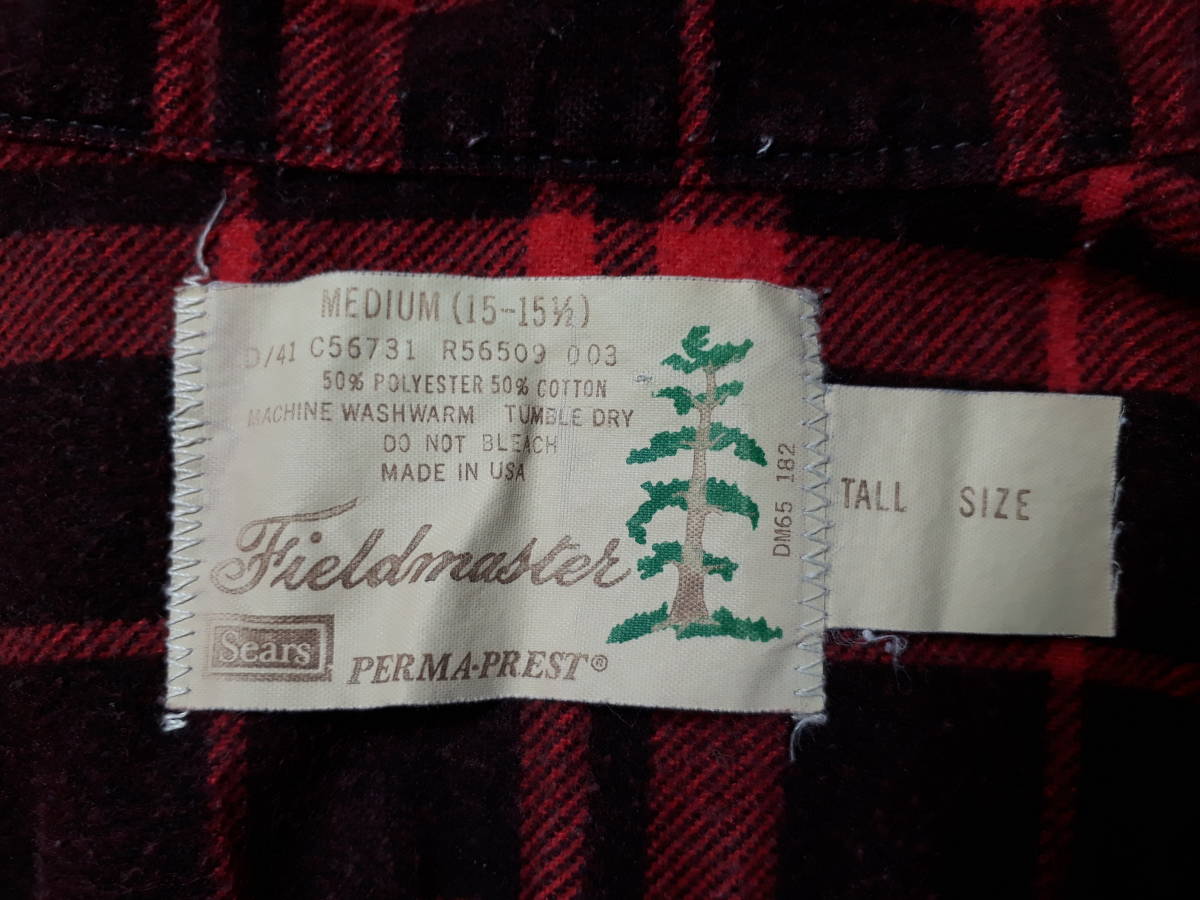 MEDIUM (15-15½)
D/41 C56731 R56509 003
50% POLYESTER 50% COTTON
MACHINE WASHWARM TUMBLE DRY
DO NOT BLEACH
MADE IN USA
Fieldmaster
Sears
PERMA-PREST®
DM65 182
TALL SIZE